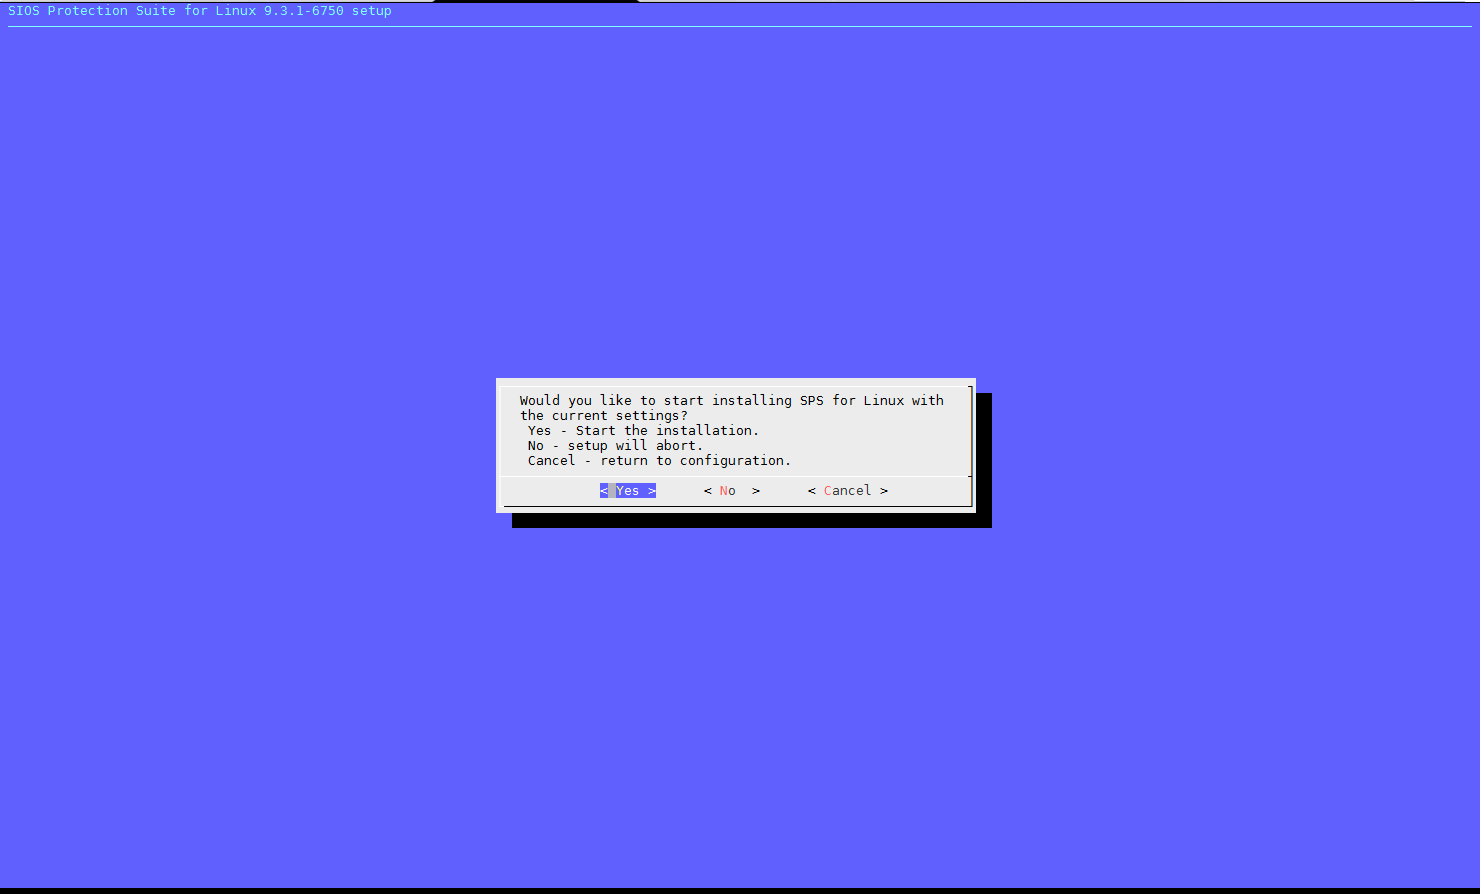 SIOS Protection Suite for Linux 9.3.1-6750 setup
Would you like to start installing SPS for Linux with
the current settings?
Yes - Start the installation.
No - setup will abort.
Cancel - return to configuration.
< Yes > < No > < Cancel >